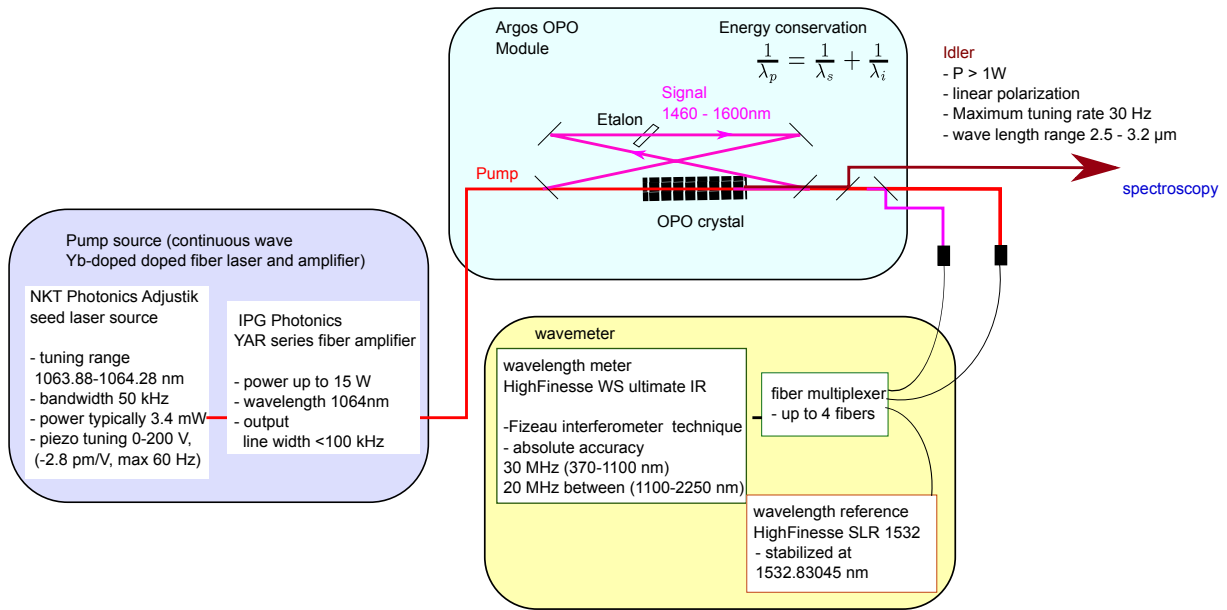 Argos OPO
Module
Energy conservation
1/λp = 1/λs + 1/λi
Signal
1460 - 1600nm
Etalon
Pump
OPO crystal
Idler
- P > 1W
- linear polarization
- Maximum tuning rate 30 Hz
- wave length range 2.5 - 3.2 µm
spectroscopy
Pump source (continuous wave
Yb-doped doped fiber laser and amplifier)
NKT Photonics Adjustik
seed laser source
- tuning range
1063.88-1064.28 nm
- bandwidth 50 kHz
- power typically 3.4 mW
- piezo tuning 0-200 V,
(-2.8 pm/V, max 60 Hz)
IPG Photonics
YAR series fiber amplifier
- power up to 15 W
- wavelength 1064nm
- output
line width <100 kHz
wavemeter
wavelength meter
HighFinesse WS ultimate IR
-Fizeau interferometer technique
- absolute accuracy
30 MHz (370-1100 nm)
20 MHz between (1100-2250 nm)
fiber multiplexer
- up to 4 fibers
wavelength reference
HighFinesse SLR 1532
- stabilized at
1532.83045 nm